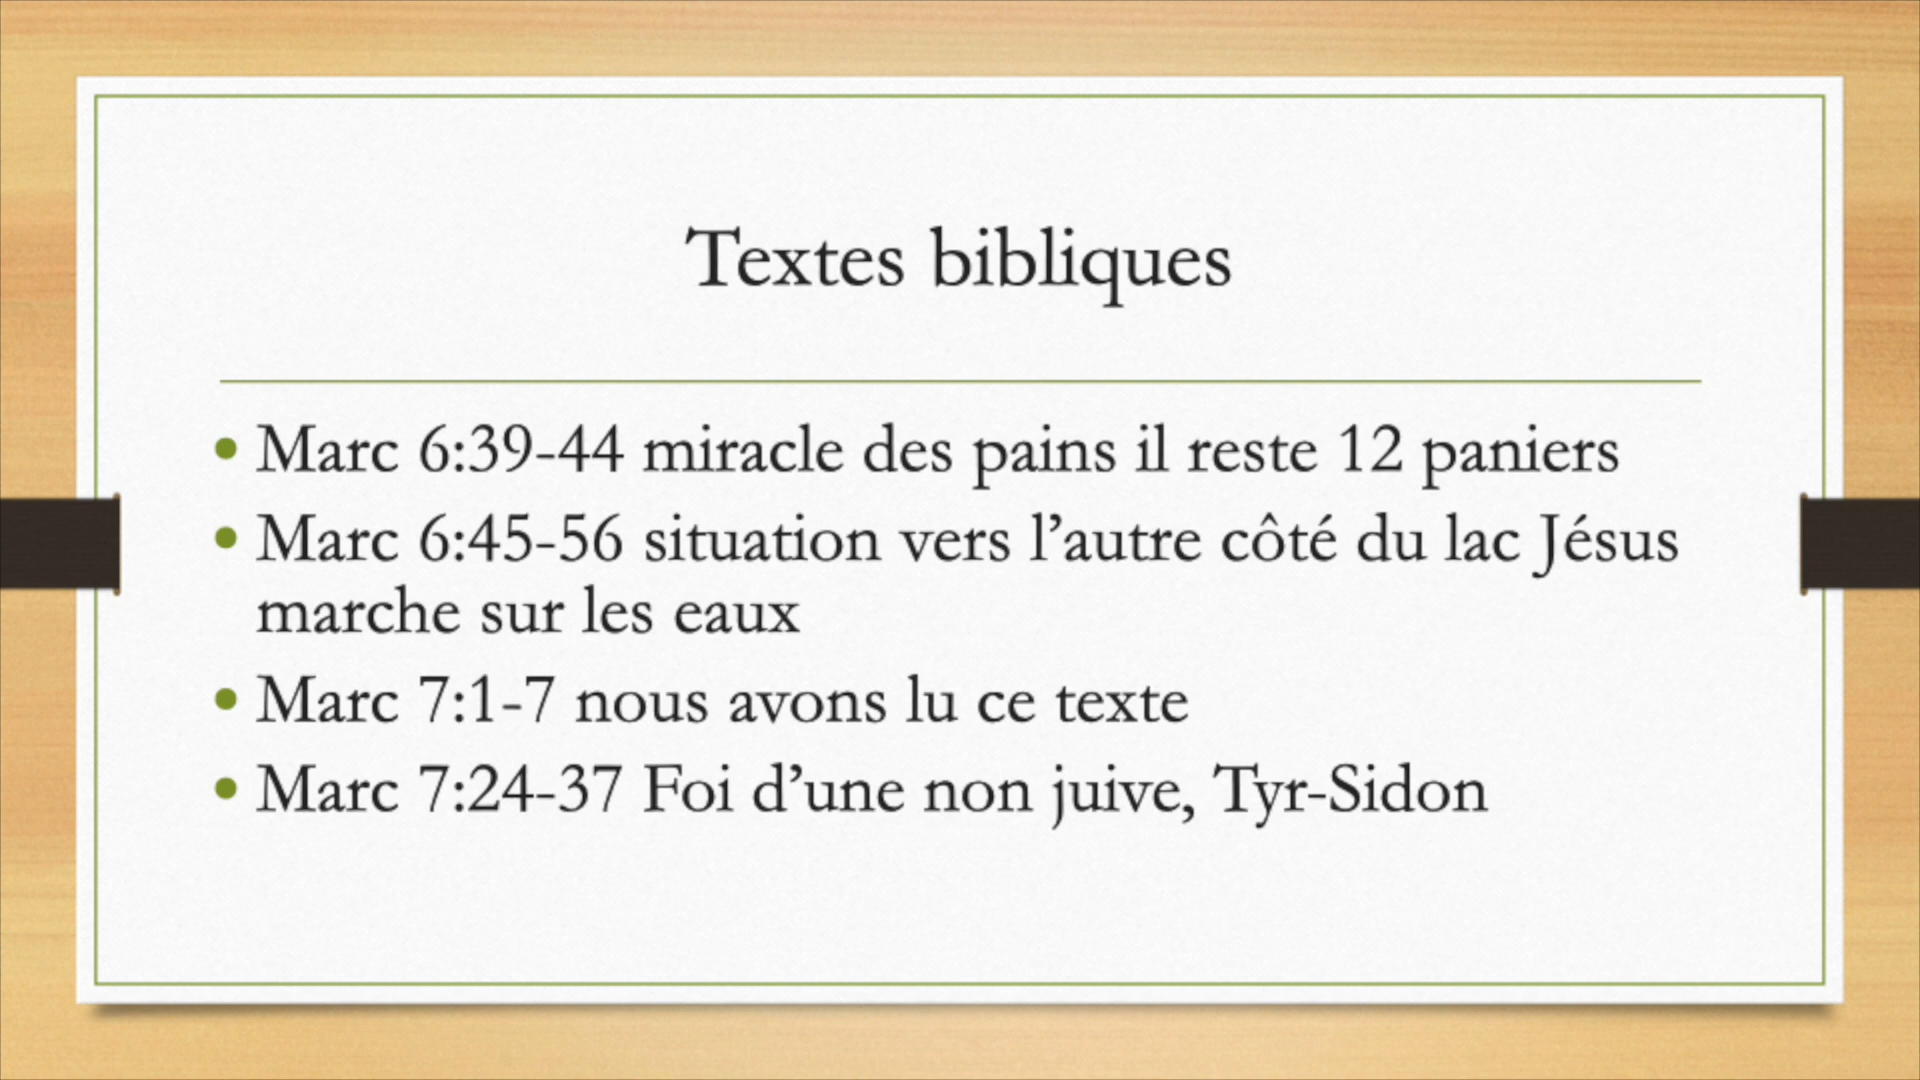 Textes bibliques
• Marc 6:39-44 miracle des pains il reste 12 paniers
• Marc 6:45-56 situation vers l’autre côté du lac Jésus
marche sur les eaux
• Marc 7:1-7 nous avons lu ce texte
• Marc 7:24-37 Foi d’une non juive, Tyr-Sidon